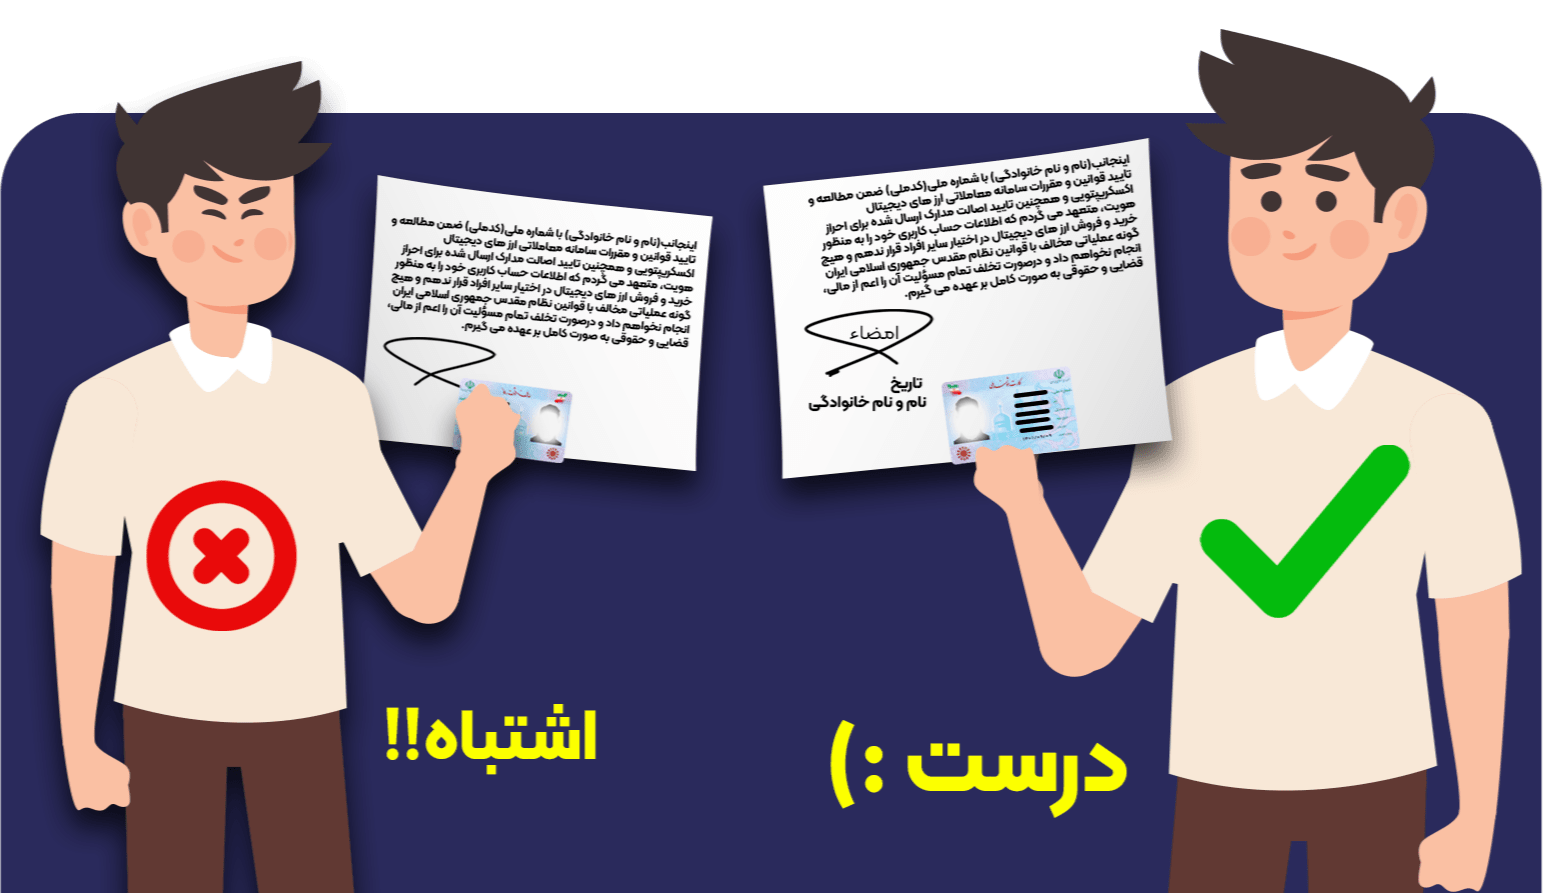 اینجانب(نام و نام خانوادگی) با شماره ملی(کدملی) ضمن مطالعه و
تایید قوانین و مقررات سامانه معاملاتی ارز های دیجیتال
اکسکریپتویی و همچنین تایید اصالت مدارک ارسال شده برای احراز
هویت، متعهد می گردم که اطلاعات حساب کاربری خود را به منظور
خرید و فروش ارز های دیجیتال در اختیار سایر افراد قرار ندهم و هیچ
گونه عملیاتی مخالف با قوانین نظام مقدس جمهوری اسلامی ایران
انجام نخواهم داد و درصورت تخلف تمام مسؤلیت آن را اعم از مالی،
قضایی و حقوقی به صورت کامل بر عهده می گیرم.
امضاء
تاریخ
نام و نام خانوادگی
درست :)
اینجانب(نام و نام خانوادگی) با شماره ملی(کدملی) ضمن مطالعه و
تایید قوانین و مقررات سامانه معاملاتی ارز های دیجیتال
اکسکریپتویی و همچنین تایید اصالت مدارک ارسال شده برای احراز
هویت، متعهد می گردم که اطلاعات حساب کاربری خود را به منظور
خرید و فروش ارز های دیجیتال در اختیار سایر افراد قرار ندهم و هیچ
گونه عملیاتی مخالف با قوانین نظام مقدس جمهوری اسلامی ایران
انجام نخواهم داد و درصورت تخلف تمام مسؤلیت آن را اعم از مالی،
قضایی و حقوقی به صورت کامل بر عهده می گیرم.
اشتباه!!